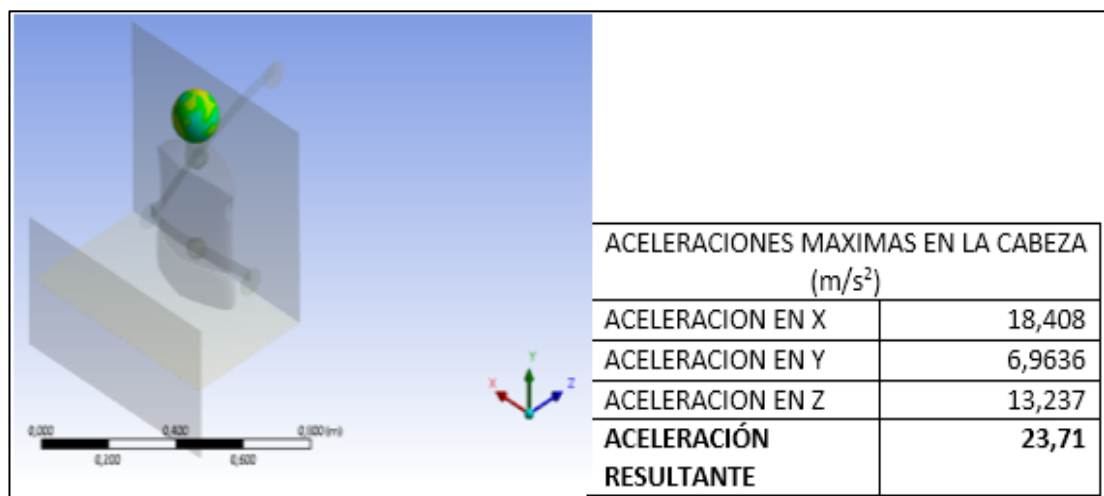 Y
X
Z
0,000
0,400
0,800 (m)
0,200
0,600
ACELERACIONES MAXIMAS EN LA CABEZA
(m/s²)
ACELERACION EN X 18,408
ACELERACION EN Y 6,9636
ACELERACION EN Z 13,237
ACELERACIÓN 23,71
RESULTANTE